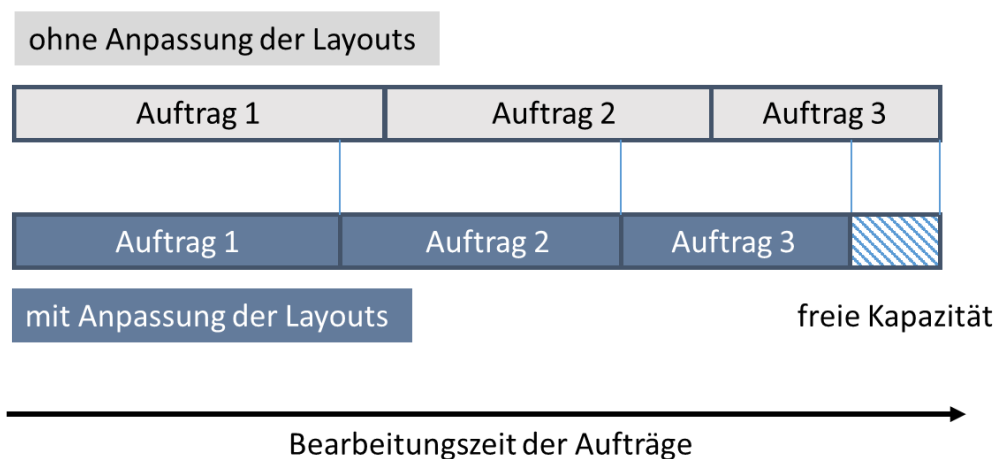 ohne Anpassung der Layouts
Auftrag 1 Auftrag 2 Auftrag 3
Auftrag 1 Auftrag 2 Auftrag 3
mit Anpassung der Layouts freie Kapazität
Bearbeitungszeit der Aufträge